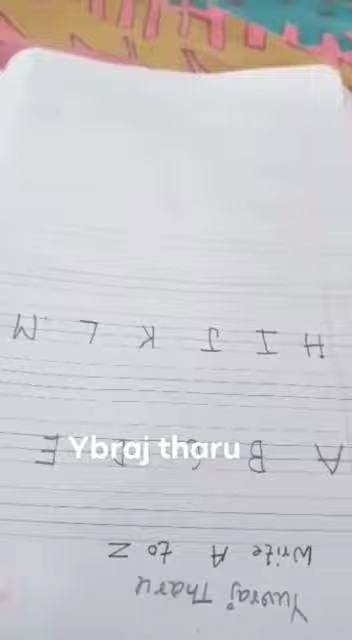 Yuvraj Tharu
Write A to Z
A B C D E
Ybraj tharu
H I J K L M